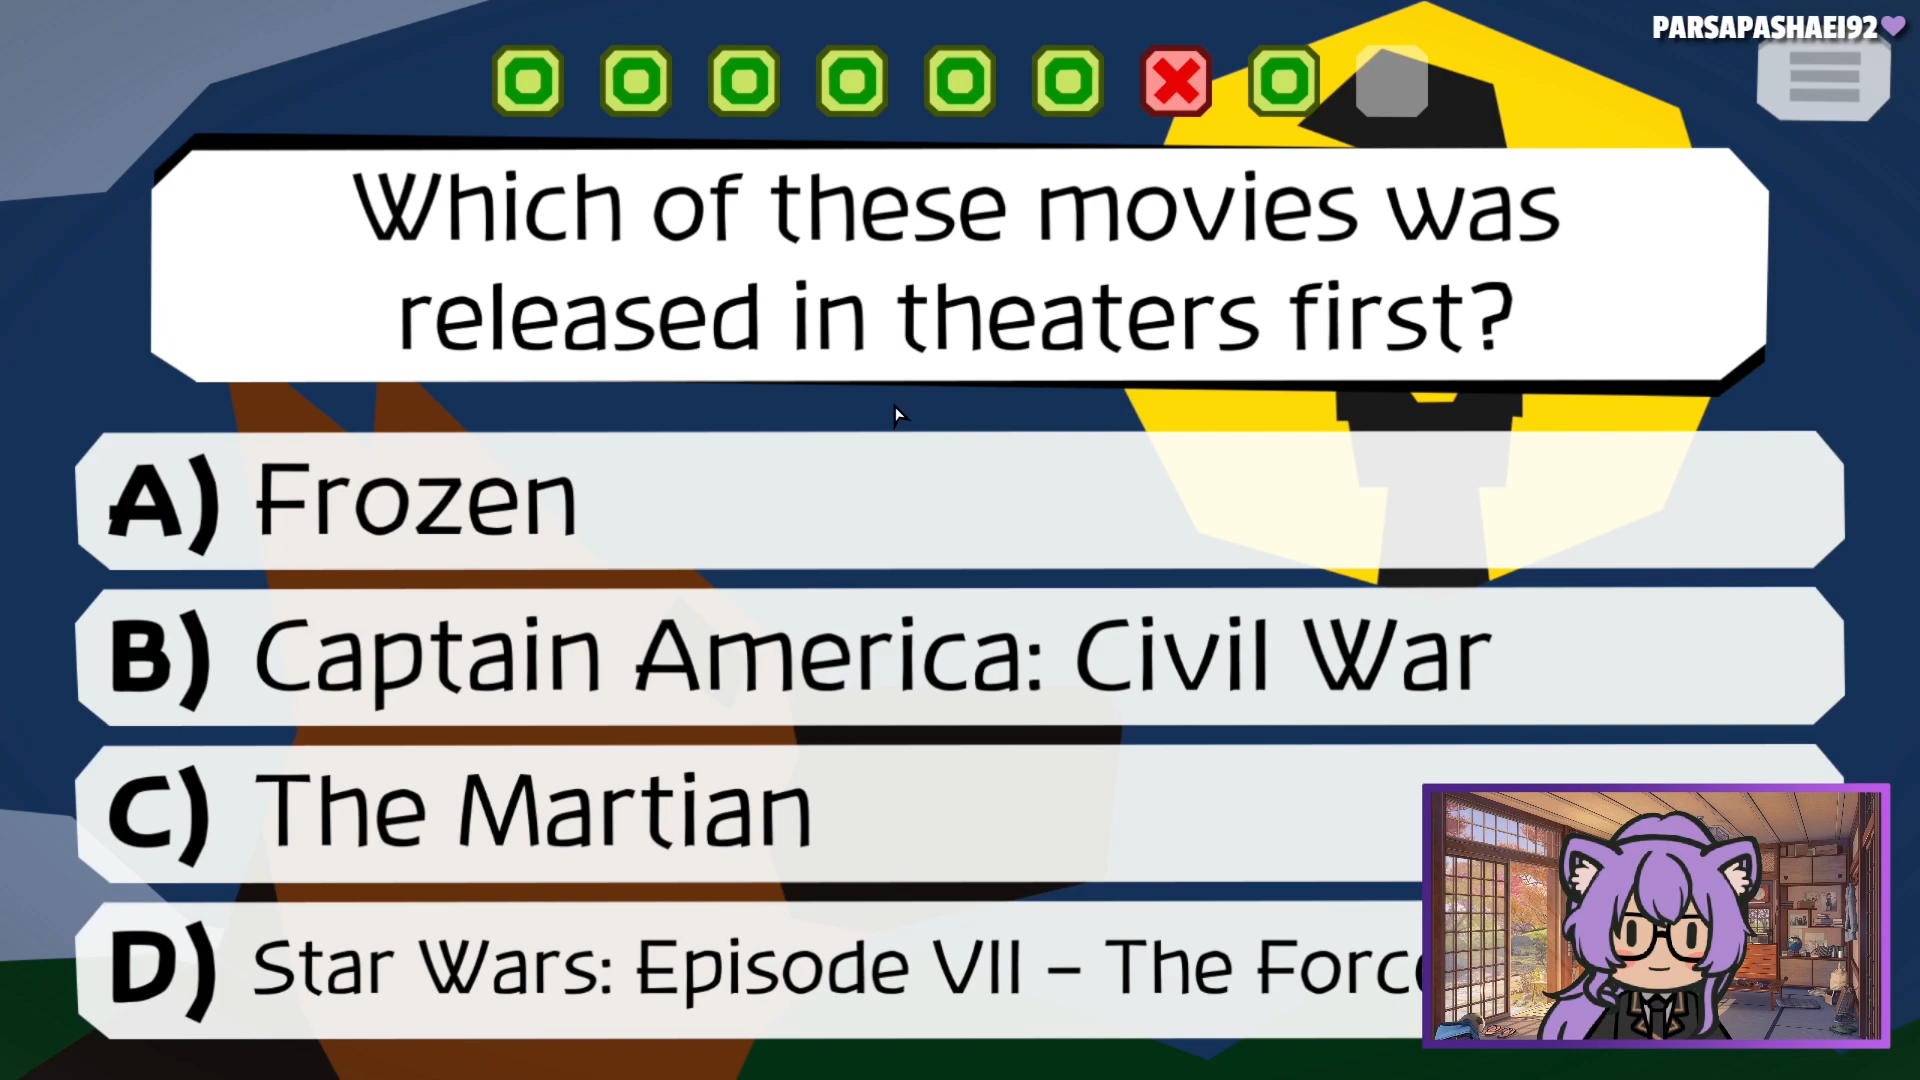 PARSAPASHAEI92
Which of these movies was
released in theaters first?
A) Frozen
B) Captain America: Civil War
C) The Martian
D) Star Wars: Episode VII - The Force